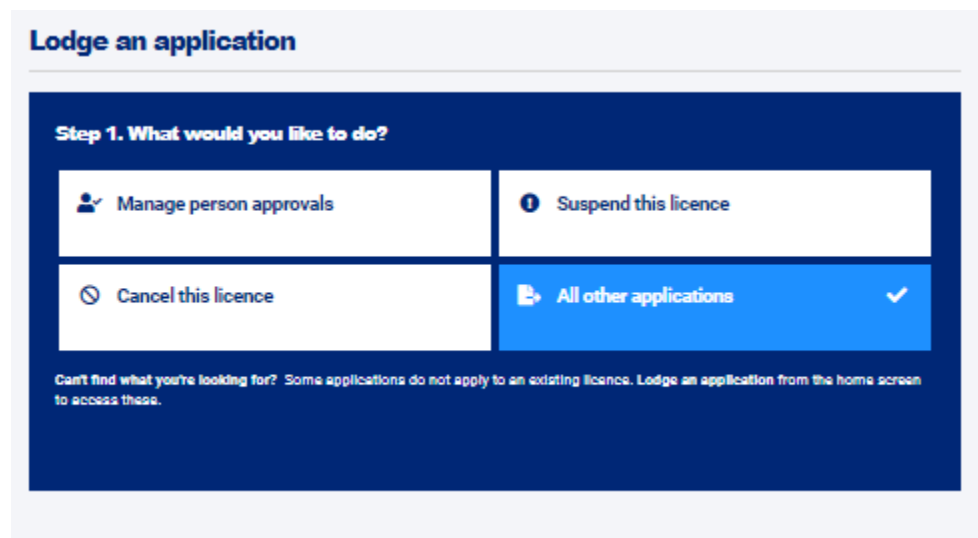 Lodge an application
Step 1. What would you like to do?
Manage person approvals
Suspend this licence
Cancel this licence
All other applications
Can't find what you're looking for? Some applications do not apply to an existing licence. Lodge an application from the home screen
to access these.